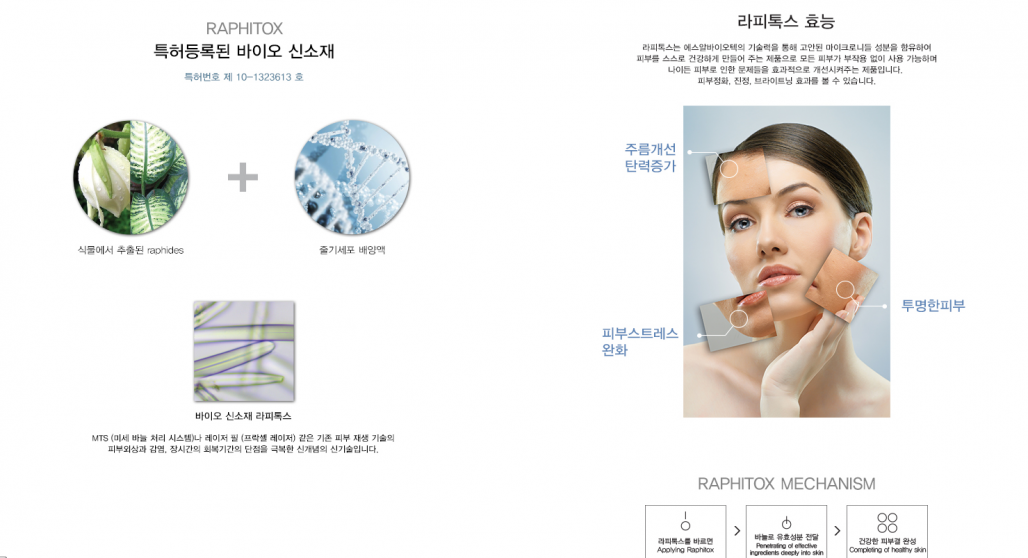 RAPHITOX
특허등록된 바이오 신소재
특허번호 제 10-1323613 호
식물에서 추출된 raphides
줄기세포 배양액
바이오 신소재 라피톡스
MTS (미세 바늘 처리 시스템)나 레이저 필 (프락셀 레이저) 같은 기존 피부 재생 기술의
피부외상과 감염, 장시간의 회복기간의 단점을 극복한 신개념의 신기술입니다.
라피톡스 효능
라피톡스는 에스알바이오텍의 기술력을 통해 고안된 마이크로니들 성분을 함유하여
피부를 스스로 건강하게 만들어 주는 제품으로 모든 피부가 부작용 없이 사용 가능하며
나이든 피부로 인한 문제들을 효과적으로 개선시켜주는 제품입니다.
피부정화, 진정, 브라이트닝 효과를 볼 수 있습니다.
주름개선
탄력증가
투명한피부
피부스트레스
완화
RAPHITOX MECHANISM
라피톡스를 바르면
Applying Raphitox
바늘로 유효성분 전달
Penetrating of effective
ingredients deeply into skin
건강한 피부결 완성
Completing of healthy skin